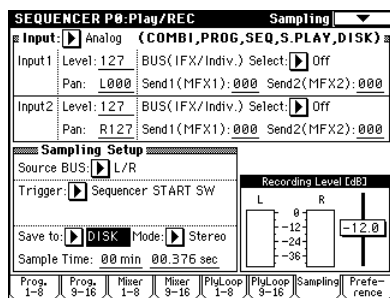 SEQUENCER P0:Play/REC Sampling
Input: Analog (COMBI,PROG,SEQ,S.PLAY,DISK)
Input1 Level: 127 BUS(IFX/Indiv.) Select: Off
Pan: L000 Send1(MFX1): 000 Send2(MFX2): 000
Input2 Level: 127 BUS(IFX/Indiv.) Select: Off
Pan: R127 Send1(MFX1): 000 Send2(MFX2): 000
Sampling Setup
Source BUS: L/R
Trigger: Sequencer START SW
Save to: DISK Mode: Stereo
Sample Time: 00 min 00.376 sec
Recording Level [dB]
L R
0
-12
-24
-36
-12.0
Prog. 1-8 Prog. 9-16 Mixer 1-8 Mixer 9-16 PlyLoop 1-8 PlyLoop 9-16 Sampling Prefe-rence